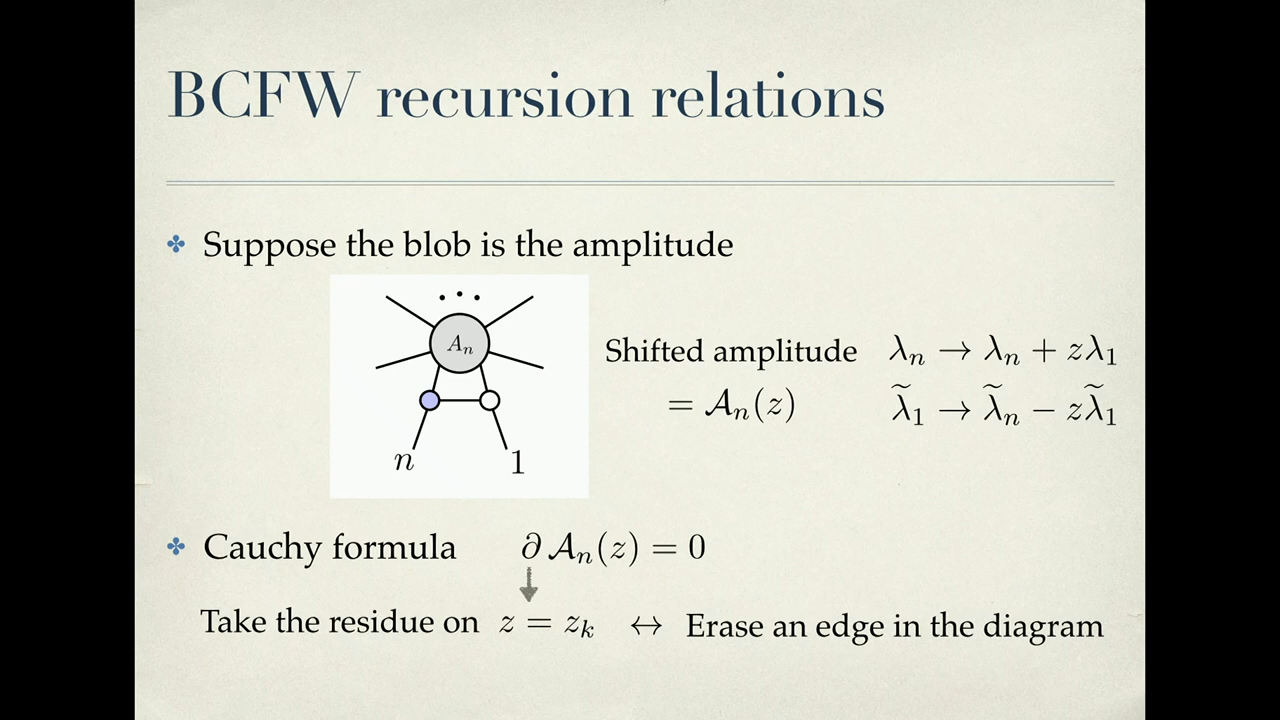 BCFW recursion relations
✤ Suppose the blob is the amplitude
• • •
A_n
n 1
Shifted amplitude λ_n → λ_n + zλ_1
= 𝒜_n(z) λ̃_1 → λ̃_n − zλ̃_1
✤ Cauchy formula ∂ 𝒜_n(z) = 0
Take the residue on z = z_k ↔ Erase an edge in the diagram